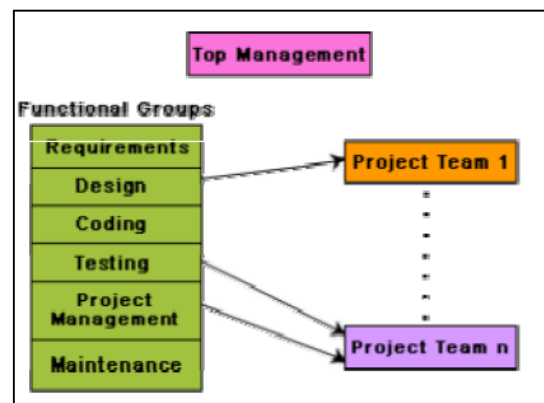 Top Management
Functional Groups
Requirements
Design
Coding
Testing
Project
Management
Maintenance
Project Team 1
Project Team n